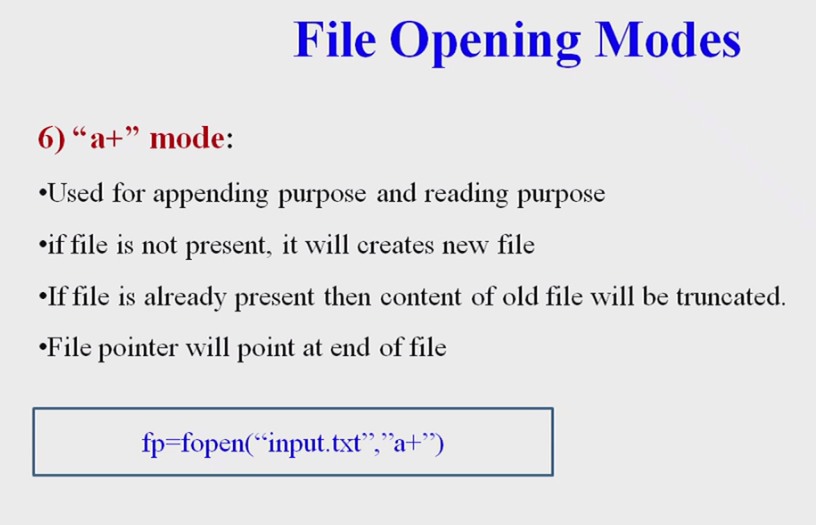 File Opening Modes
6) “a+” mode:
•Used for appending purpose and reading purpose
•if file is not present, it will creates new file
•If file is already present then content of old file will be truncated.
•File pointer will point at end of file
fp=fopen(“input.txt”,”a+”)